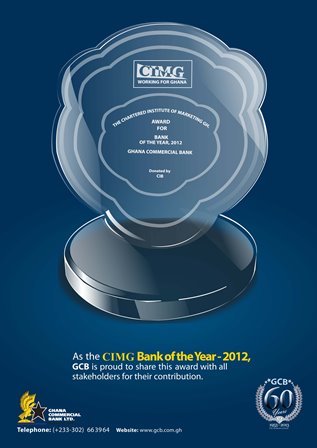 CIMG
WORKING FOR GHANA
THE CHARTERED INSTITUTE OF MARKETING GH.
AWARD
FOR
BANK
OF THE YEAR, 2012
GHANA COMMERCIAL BANK
Donated by
CIB
As the CIMG Bank of the Year - 2012,
GCB is proud to share this award with all
stakeholders for their contribution.
GHANA
COMMERCIAL
BANK LTD.
GCB
60
Years
1953 - 2013
Telephone: (+233-302) 663964 Website: www.gcb.com.gh